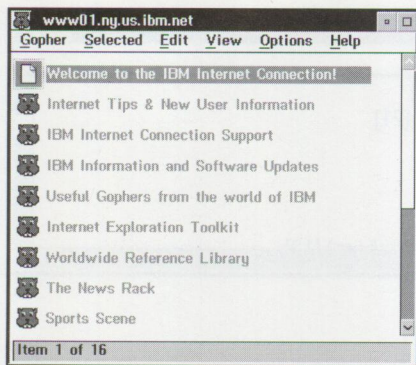 www01.ny.us.ibm.net
Gopher Selected Edit View Options Help
Welcome to the IBM Internet Connection!
Internet Tips & New User Information
IBM Internet Connection Support
IBM Information and Software Updates
Useful Gophers from the world of IBM
Internet Exploration Toolkit
Worldwide Reference Library
The News Rack
Sports Scene
Item 1 of 16